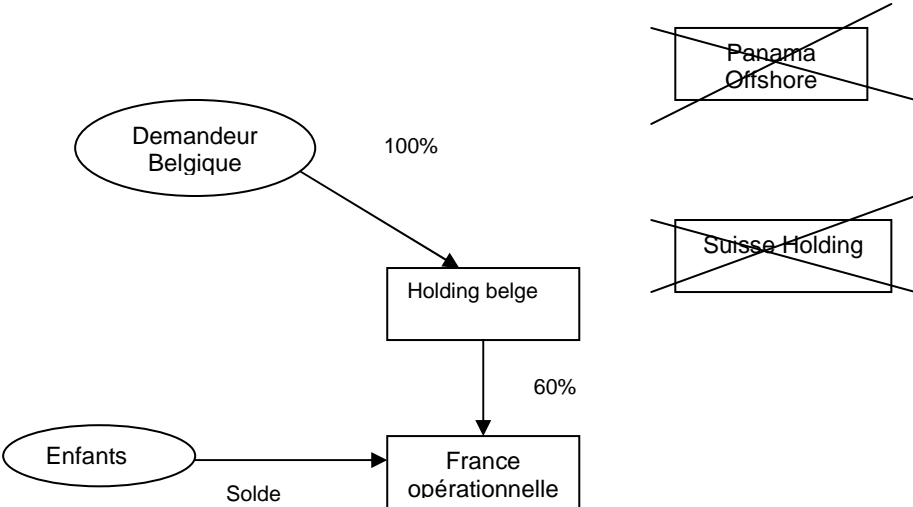 Panama
Offshore
Demandeur
Belgique
100%
Suisse Holding
Holding belge
60%
Enfants
Solde
France
opérationnelle